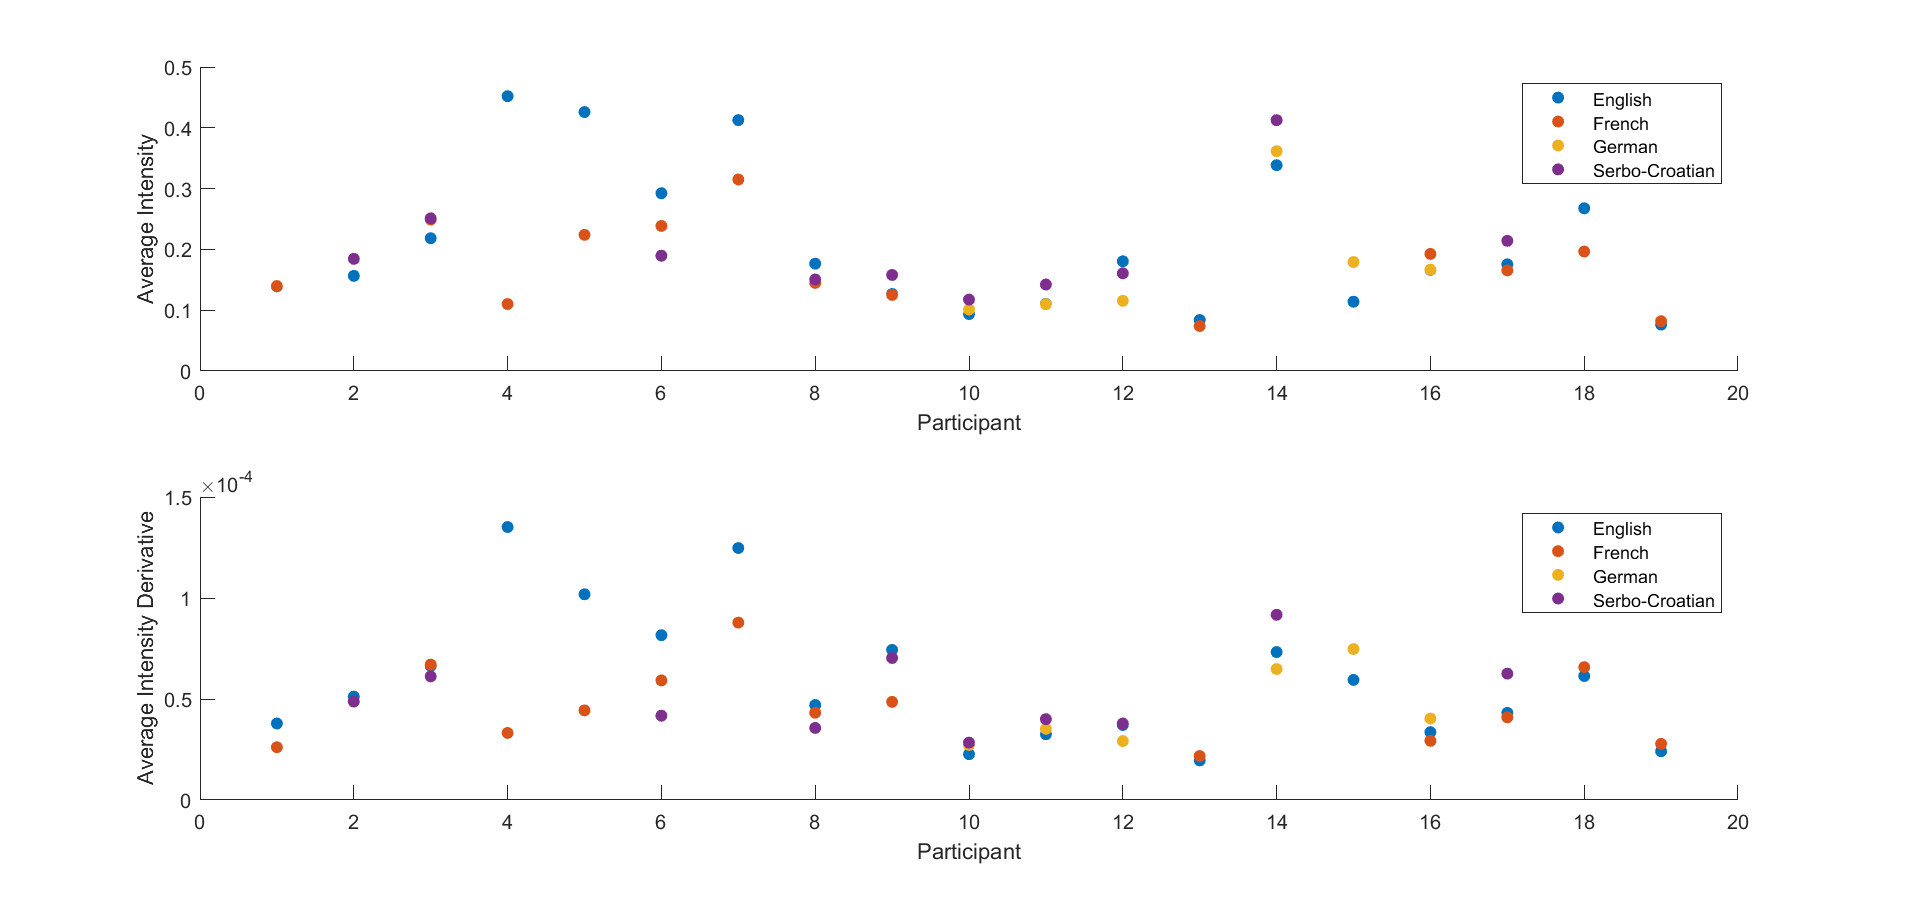 0.5
0.4
0.3
0.2
0.1
0
Average Intensity
0 2 4 6 8 10 12 14 16 18 20
Participant
English
French
German
Serbo-Croatian
×10-4
1.5
1
0.5
0
Average Intensity Derivative
0 2 4 6 8 10 12 14 16 18 20
Participant
English
French
German
Serbo-Croatian